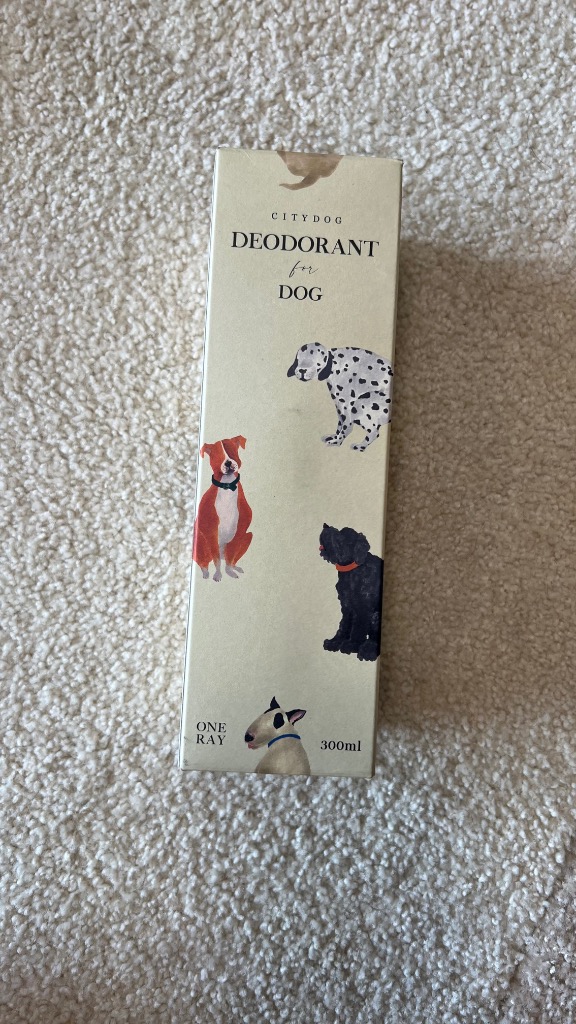 CITYDOG
DEODORANT
for
DOG
ONE
RAY
300ml